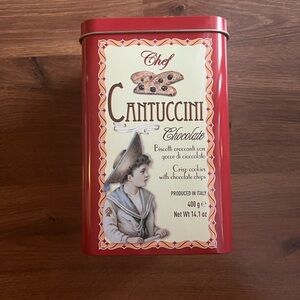 Chef
CANTUCCINI
Chocolate
Biscotti croccanti con
gocce di cioccolato
Crisp cookies
with chocolate chips
PRODUCED IN ITALY
400 g e
Net Wt 14.1 oz